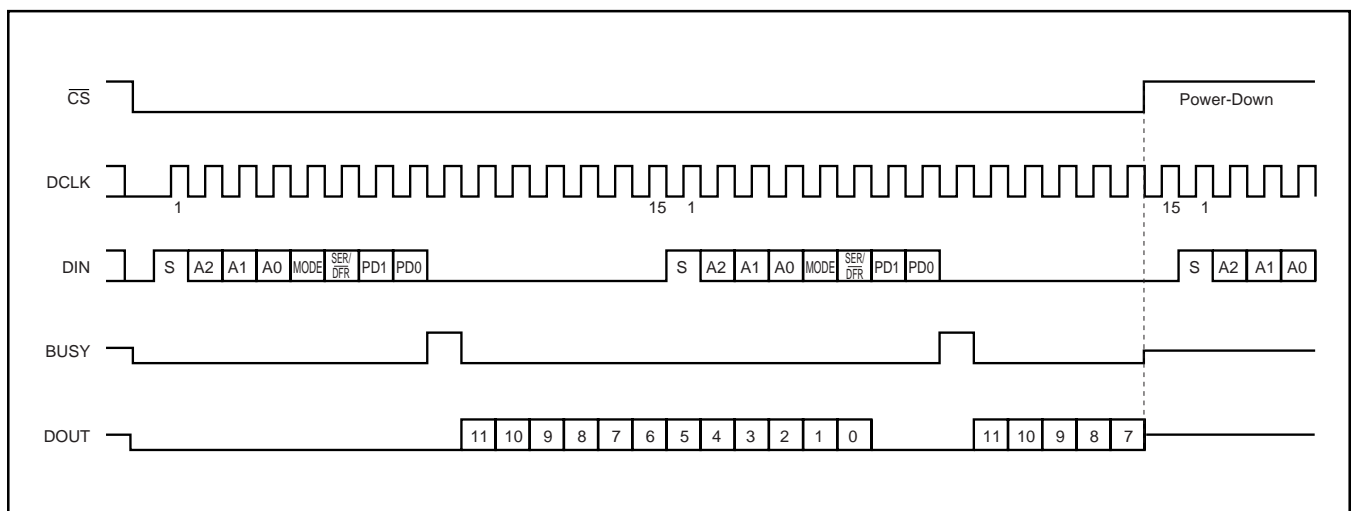 CS
Power-Down
DCLK
1 15 1 15 1
DIN
S A2 A1 A0 MODE SER/DFR PD1 PD0 S A2 A1 A0 MODE SER/DFR PD1 PD0 S A2 A1 A0
BUSY
DOUT
11 10 9 8 7 6 5 4 3 2 1 0 11 10 9 8 7